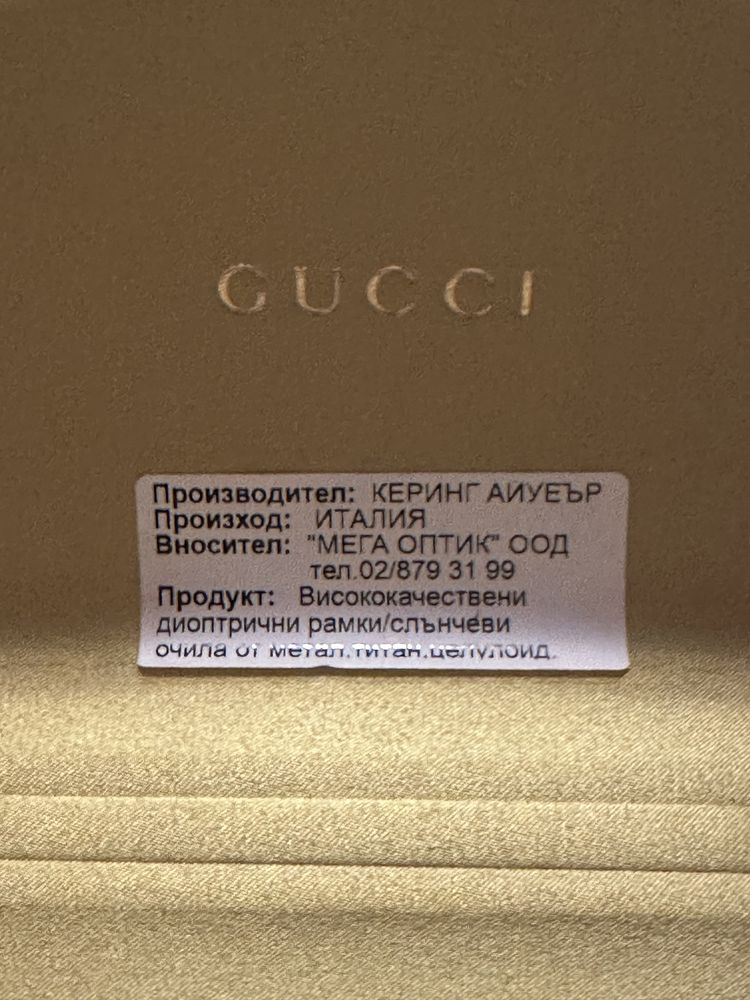 GUCCI
Производител: КЕРИНГ АИУЕЪР
Произход: ИТАЛИЯ
Вносител: "МЕГА ОПТИК" ООД
тел.02/879 31 99
Продукт: Висококачествени
диоптрични рамки/слънчеви
очила от метал,титан,целулоид.